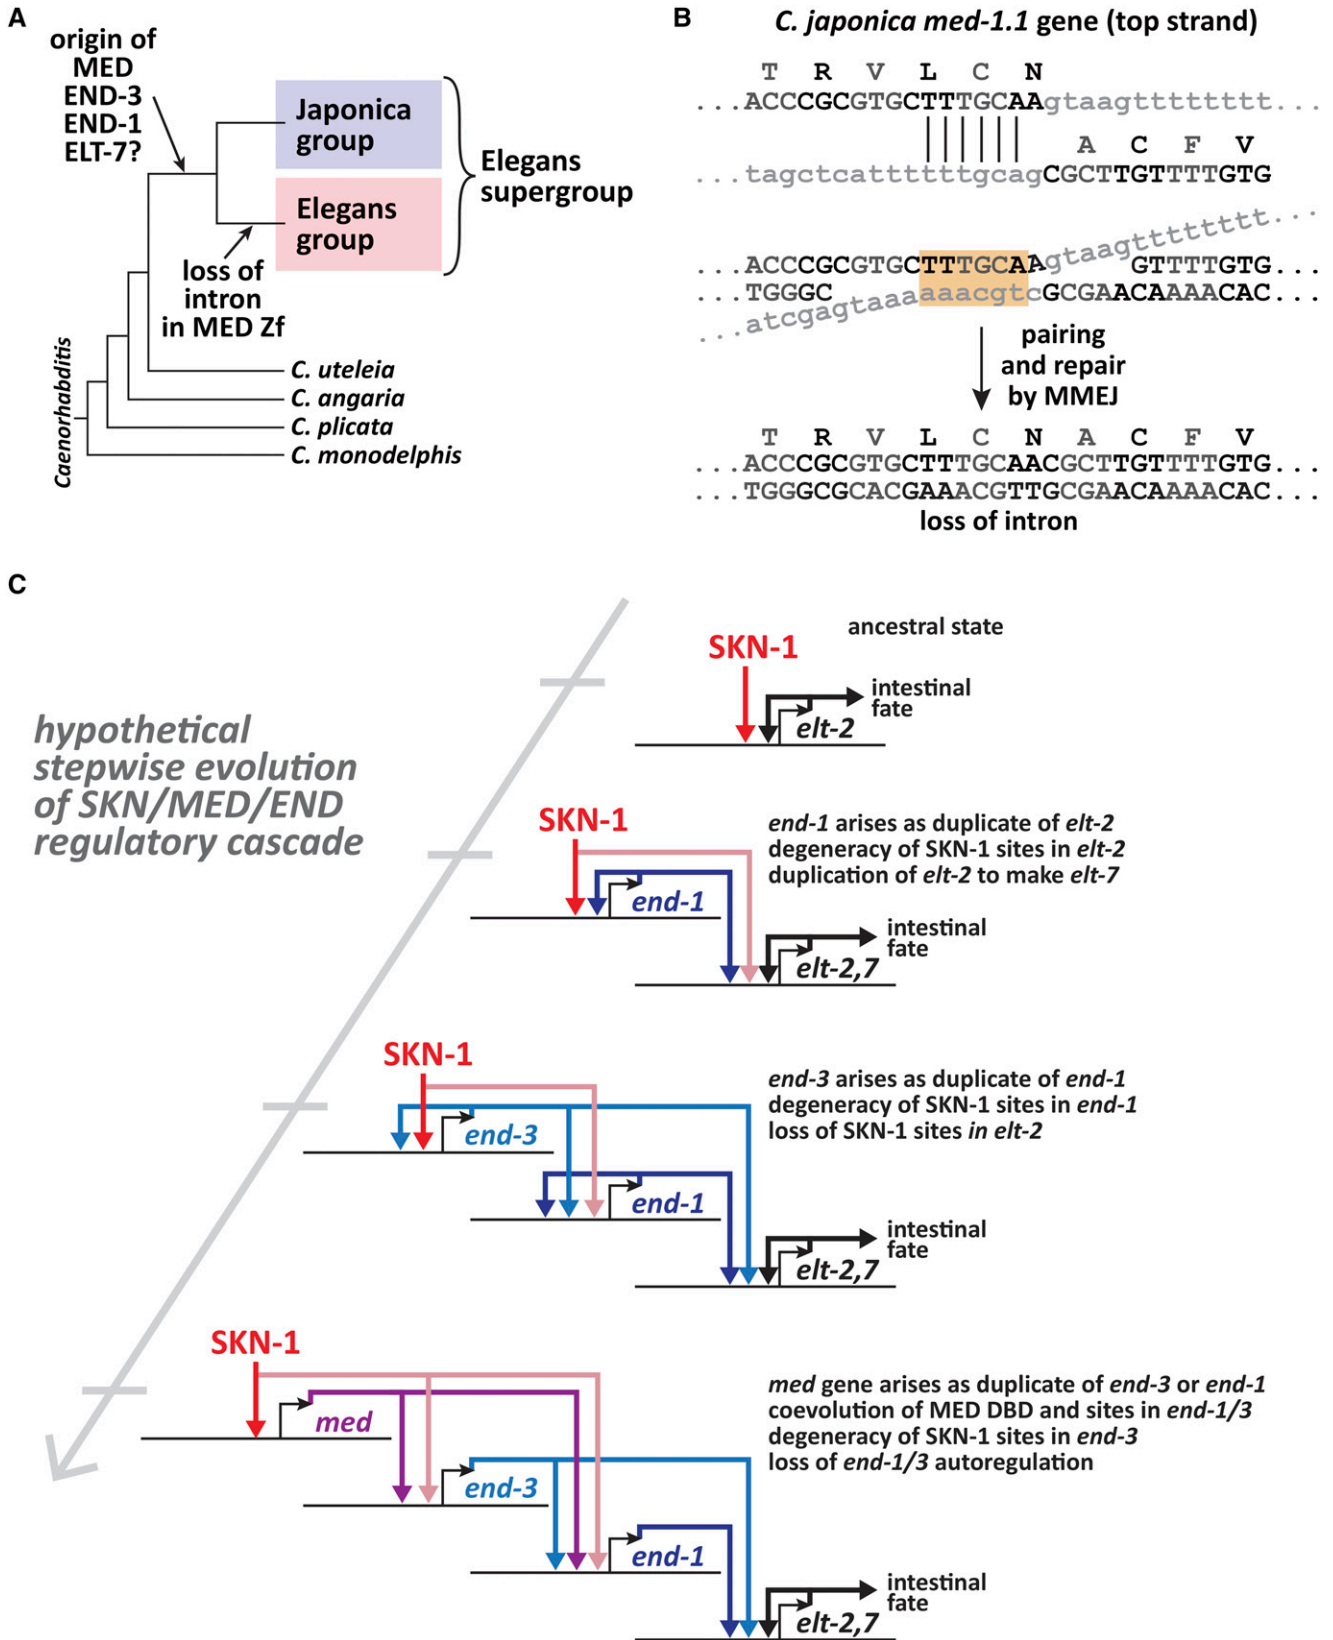 A
origin of
MED
END-3
END-1
ELT-7?
Japonica
group
Elegans
group
Elegans
supergroup
loss of
intron
in MED Zf
Caenorhabditis
C. uteleia
C. angaria
C. plicata
C. monodelphis
B
C. japonica med-1.1 gene (top strand)
T R V L C N
...ACCCGCGTGCTTTGCAAgtaagttttttttt...
A C F V
...tagctcattttttgcagCGCTTGTTTTGTG
...ACCCGCGTGCTTTGCAAgtaagttttttttt... GTTTTGTG...
...TGGGC GCGAACAAAACAC...
...atcgagtaaaaaaacgtc
pairing
and repair
by MMEJ
T R V L C N A C F V
...ACCCGCGTGCTTTGCAACGCTTGTTTTGTG...
...TGGGCGCACGAAACGTTGCGAACAAAACAC...
loss of intron
C
hypothetical
stepwise evolution
of SKN/MED/END
regulatory cascade
ancestral state
SKN-1
intestinal
fate
elt-2
SKN-1
end-1 arises as duplicate of elt-2
degeneracy of SKN-1 sites in elt-2
duplication of elt-2 to make elt-7
end-1
intestinal
fate
elt-2,7
SKN-1
end-3 arises as duplicate of end-1
degeneracy of SKN-1 sites in end-1
loss of SKN-1 sites in elt-2
end-3
end-1
intestinal
fate
elt-2,7
SKN-1
med gene arises as duplicate of end-3 or end-1
coevolution of MED DBD and sites in end-1/3
degeneracy of SKN-1 sites in end-3
loss of end-1/3 autoregulation
med
end-3
end-1
intestinal
fate
elt-2,7